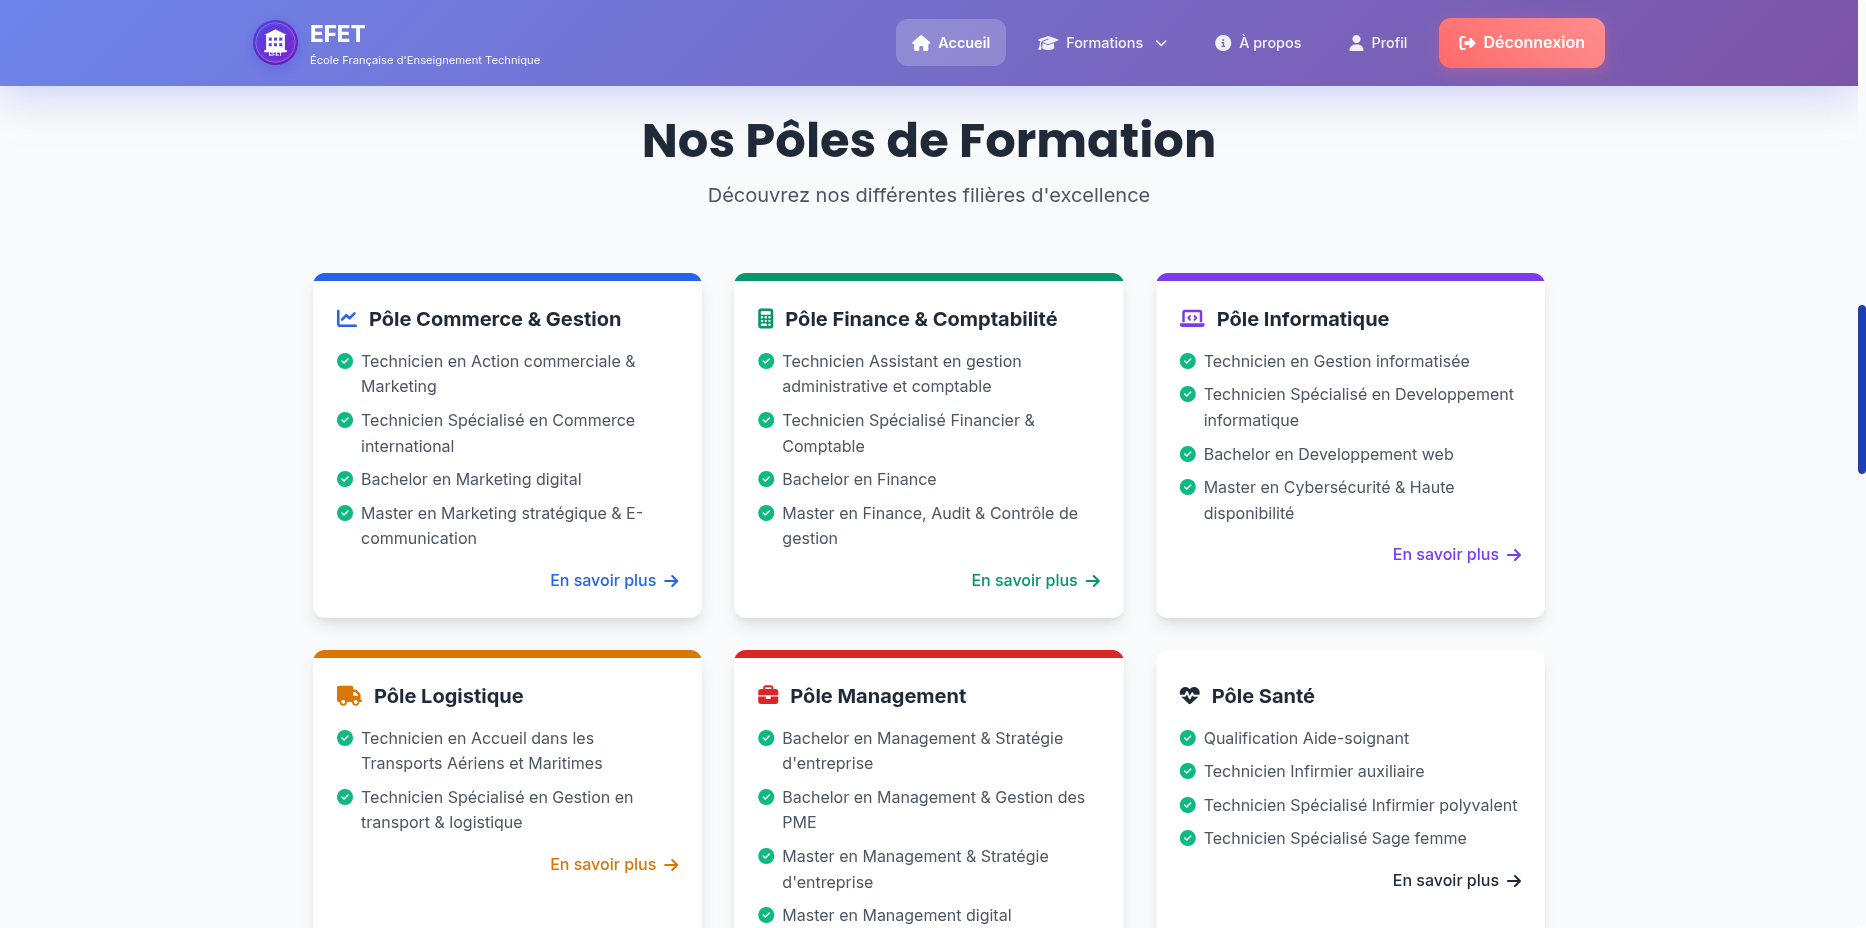 EFET
École Française d'Enseignement Technique
EFET
Accueil
Formations
À propos
Profil
Déconnexion
Nos Pôles de Formation
Découvrez nos différentes filières d'excellence
Pôle Commerce & Gestion
Technicien en Action commerciale &
Marketing
Technicien Spécialisé en Commerce
international
Bachelor en Marketing digital
Master en Marketing stratégique & E-
communication
En savoir plus
Pôle Finance & Comptabilité
Technicien Assistant en gestion
administrative et comptable
Technicien Spécialisé Financier &
Comptable
Bachelor en Finance
Master en Finance, Audit & Contrôle de
gestion
En savoir plus
Pôle Informatique
Technicien en Gestion informatisée
Technicien Spécialisé en Developpement
informatique
Bachelor en Developpement web
Master en Cybersécurité & Haute
disponibilité
En savoir plus
Pôle Logistique
Technicien en Accueil dans les
Transports Aériens et Maritimes
Technicien Spécialisé en Gestion en
transport & logistique
En savoir plus
Pôle Management
Bachelor en Management & Stratégie
d'entreprise
Bachelor en Management & Gestion des
PME
Master en Management & Stratégie
d'entreprise
Master en Management digital
Pôle Santé
Qualification Aide-soignant
Technicien Infirmier auxiliaire
Technicien Spécialisé Infirmier polyvalent
Technicien Spécialisé Sage femme
En savoir plus